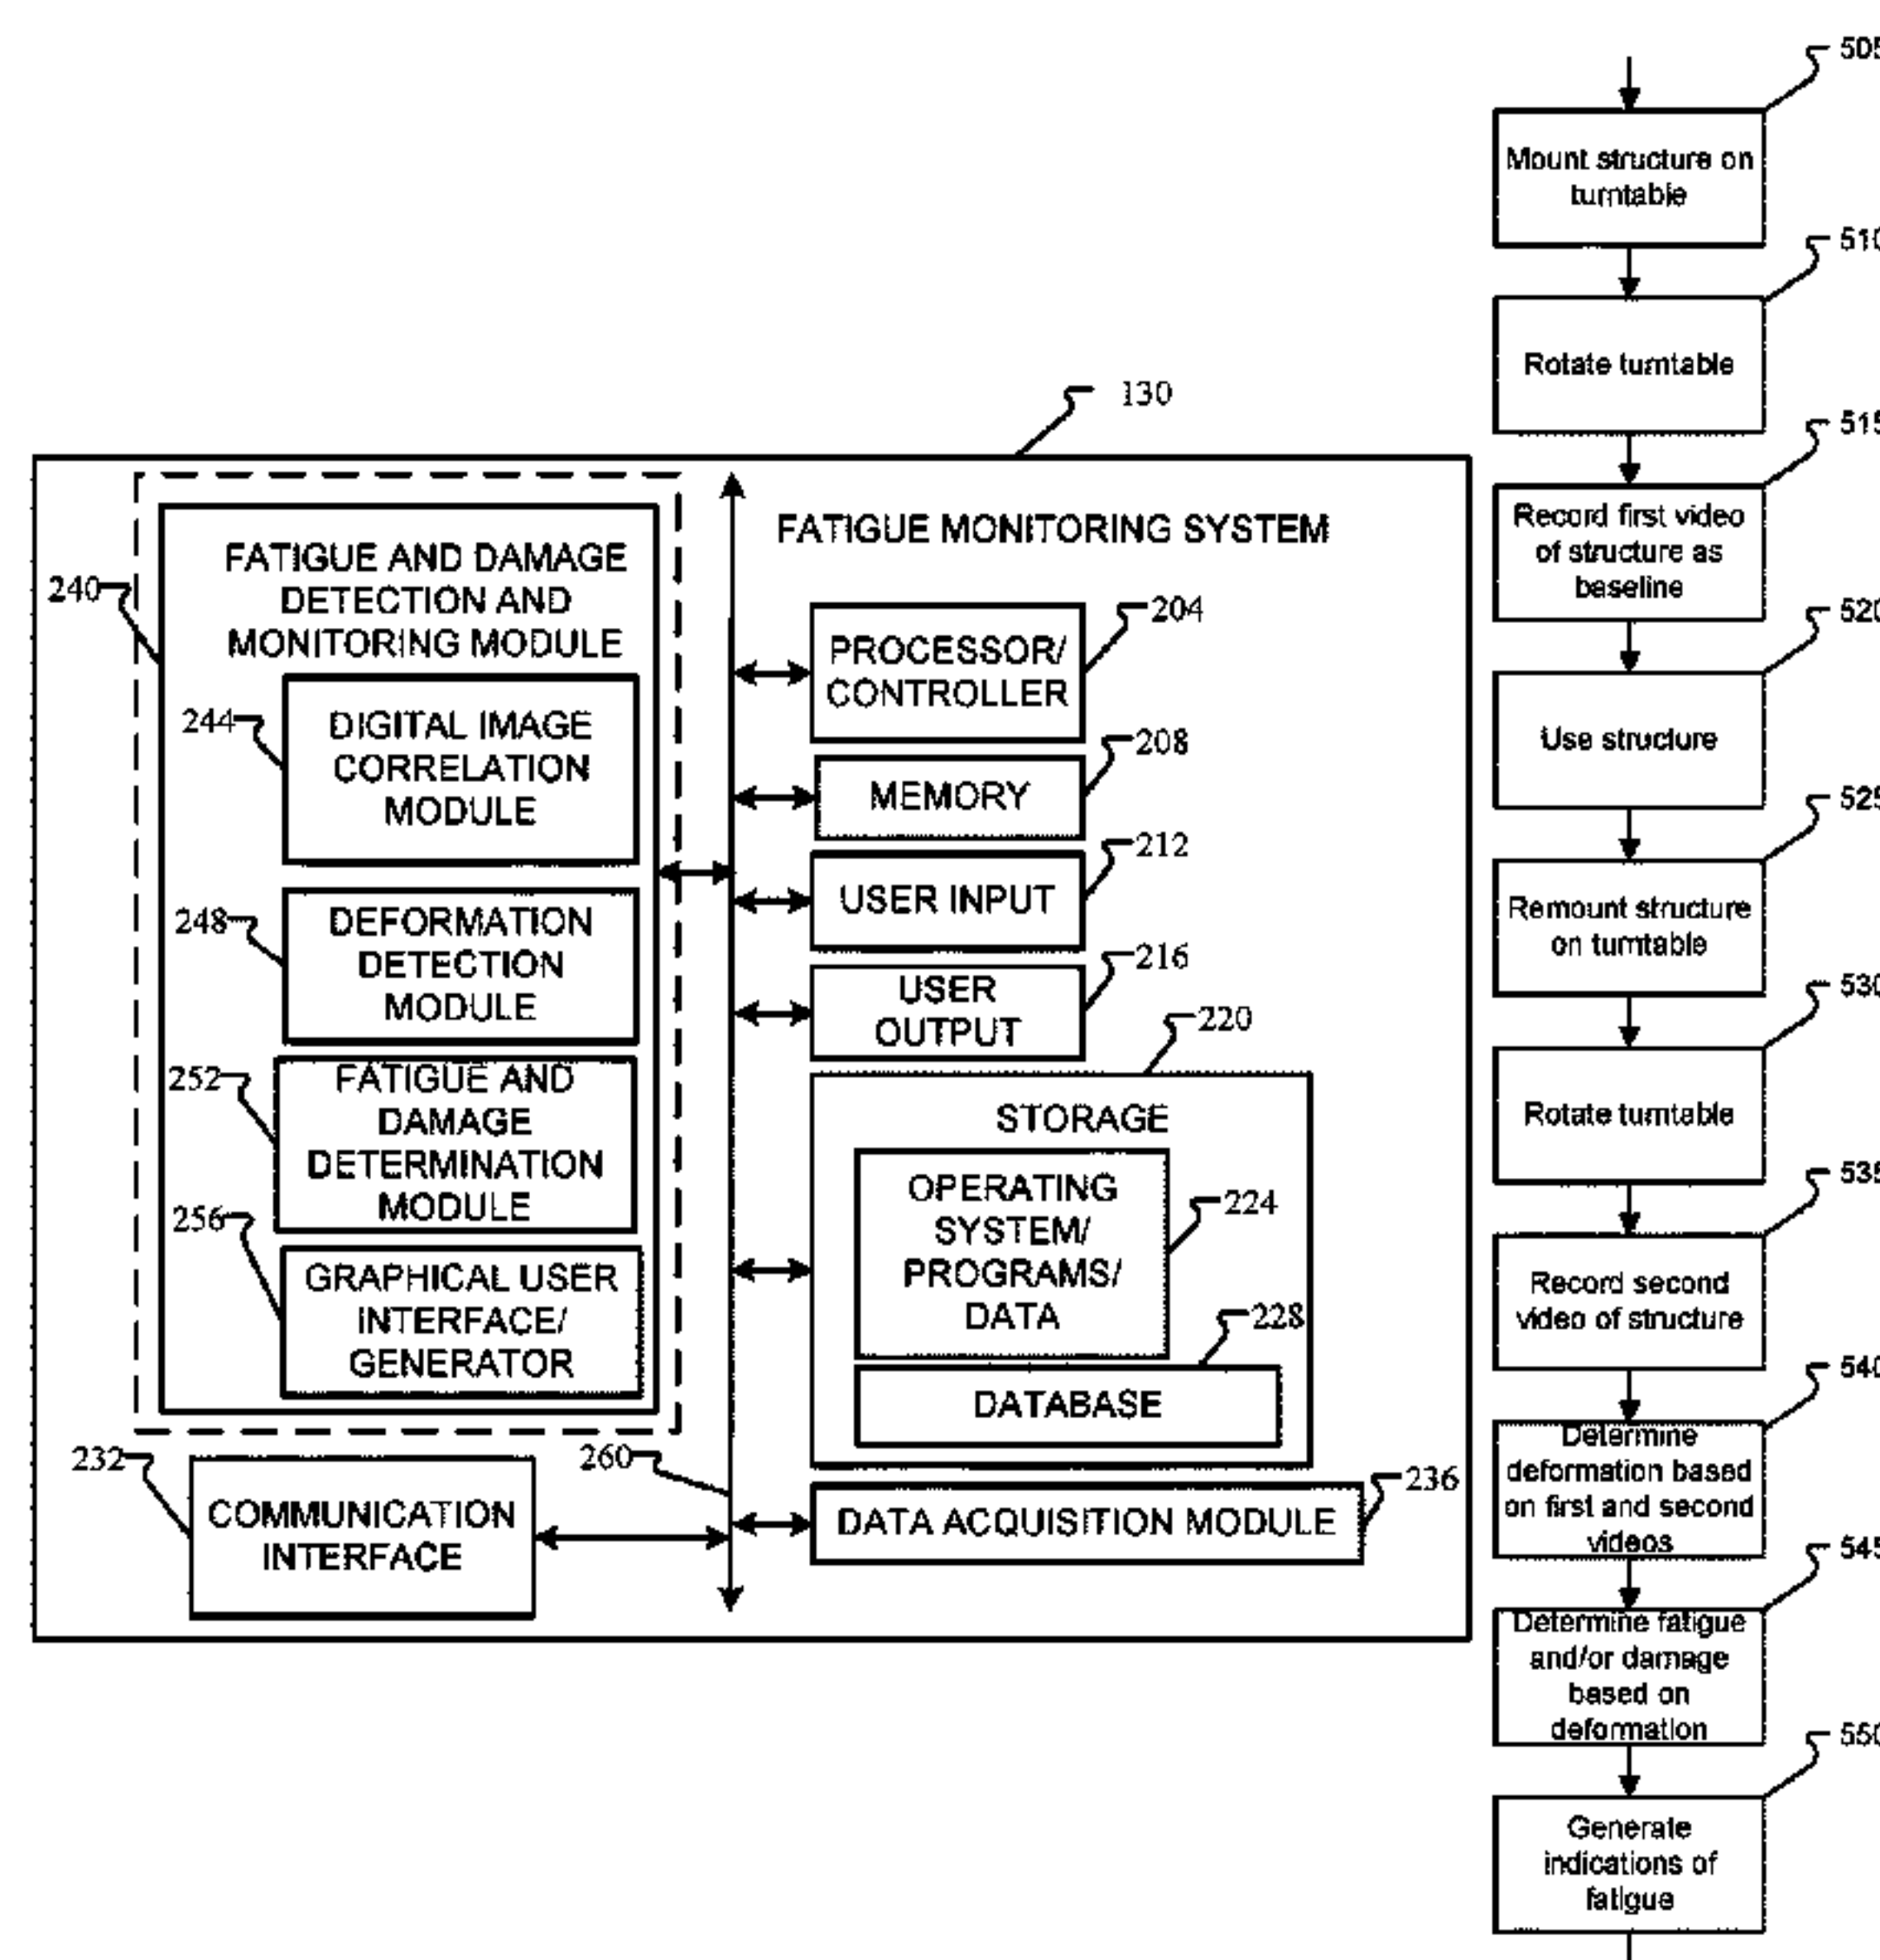 130
FATIGUE MONITORING SYSTEM
240
FATIGUE AND DAMAGE
DETECTION AND
MONITORING MODULE
244
DIGITAL IMAGE
CORRELATION
MODULE
248
DEFORMATION
DETECTION
MODULE
252
FATIGUE AND
DAMAGE
DETERMINATION
MODULE
256
GRAPHICAL USER
INTERFACE/
GENERATOR
232
COMMUNICATION
INTERFACE
260
204
PROCESSOR/
CONTROLLER
208
MEMORY
212
USER INPUT
216
USER
OUTPUT
220
STORAGE
224
OPERATING
SYSTEM/
PROGRAMS/
DATA
228
DATABASE
236
DATA ACQUISITION MODULE
505
Mount structure on
turntable
510
Rotate turntable
515
Record first video
of structure as
baseline
520
Use structure
525
Remount structure
on turntable
530
Rotate turntable
535
Record second
video of structure
540
Determine
deformation based
on first and second
videos
545
Determine fatigue
and/or damage
based on
deformation
550
Generate
indications of
fatigue